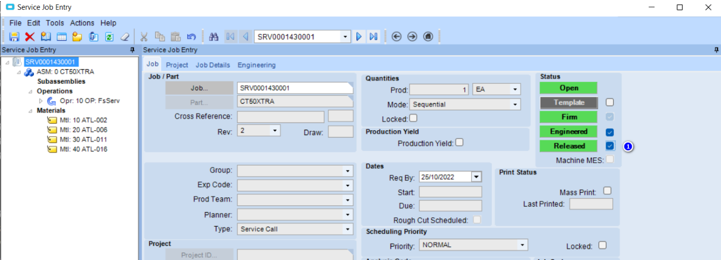 Service Job Entry
File Edit Tools Actions Help
SRV0001430001
Service Job Entry
Service Job Entry
SRV0001430001
ASM: 0 CT50XTRA
Subassemblies
Operations
Opr: 10 OP: FsServ
Materials
Mtl: 10 ATL-002
Mtl: 20 ATL-006
Mtl: 30 ATL-011
Mtl: 40 ATL-016
Job Project Job Details Engineering
Job / Part
Job... SRV0001430001
Part... CT50XTRA
Cross Reference:
Rev: 2 Draw:
Group:
Exp Code:
Prod Team:
Planner:
Type: Service Call
Project
Project ID...
Quantities
Prod: 1 EA
Mode: Sequential
Locked:
Production Yield
Production Yield:
Dates
Req By: 25/10/2022
Start:
Due:
Rough Cut Scheduled:
Scheduling Priority
Priority: NORMAL Locked:
Status
Open
Template
Firm
Engineered
Released 1
Machine MES:
Print Status
Mass Print:
Last Printed: